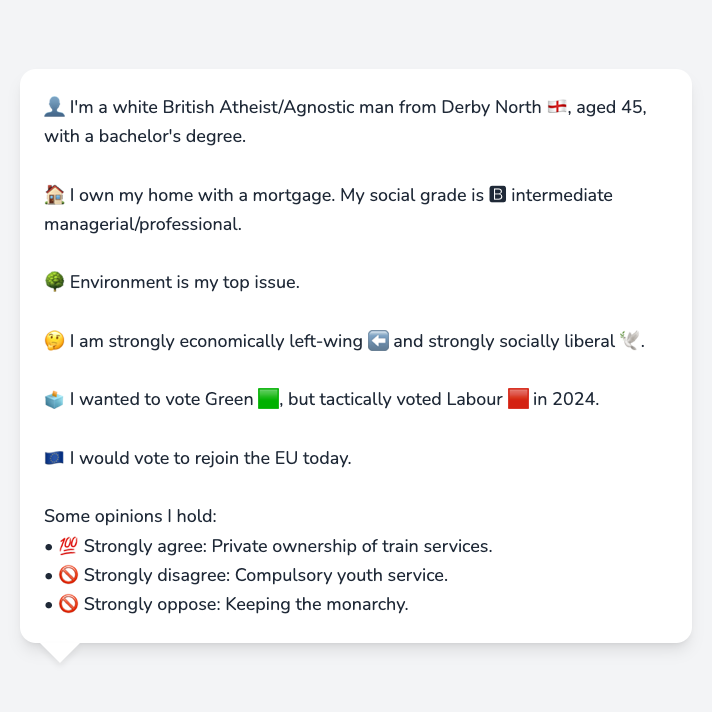 👤 I'm a white British Atheist/Agnostic man from Derby North 🏴󠁧󠁢󠁥󠁮󠁧󠁿, aged 45,
with a bachelor's degree.
🏠 I own my home with a mortgage. My social grade is 🅱 intermediate
managerial/professional.
🌳 Environment is my top issue.
🤔 I am strongly economically left-wing ⬅️ and strongly socially liberal 🕊️.
🗳️ I wanted to vote Green 🟩, but tactically voted Labour 🟥 in 2024.
🇪🇺 I would vote to rejoin the EU today.
Some opinions I hold:
• 💯 Strongly agree: Private ownership of train services.
• 🚫 Strongly disagree: Compulsory youth service.
• 🚫 Strongly oppose: Keeping the monarchy.